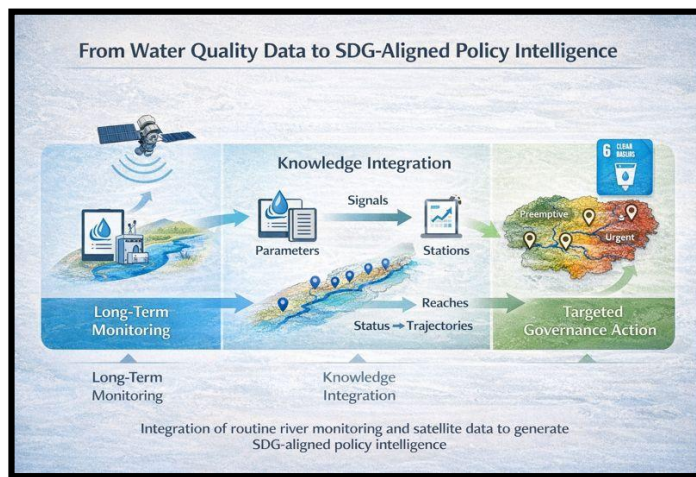 From Water Quality Data to SDG-Aligned Policy Intelligence
6 CLEAR
BASLIRS
Knowledge Integration
Signals
Parameters
Stations
Preemptive
Urgent
Long-Term
Monitoring
Reaches
Status → Trajectories
Targeted
Governance Action
Long-Term
Monitoring
Knowledge
Integration
Integration of routine river monitoring and satellite data to generate
SDG-aligned policy intelligence